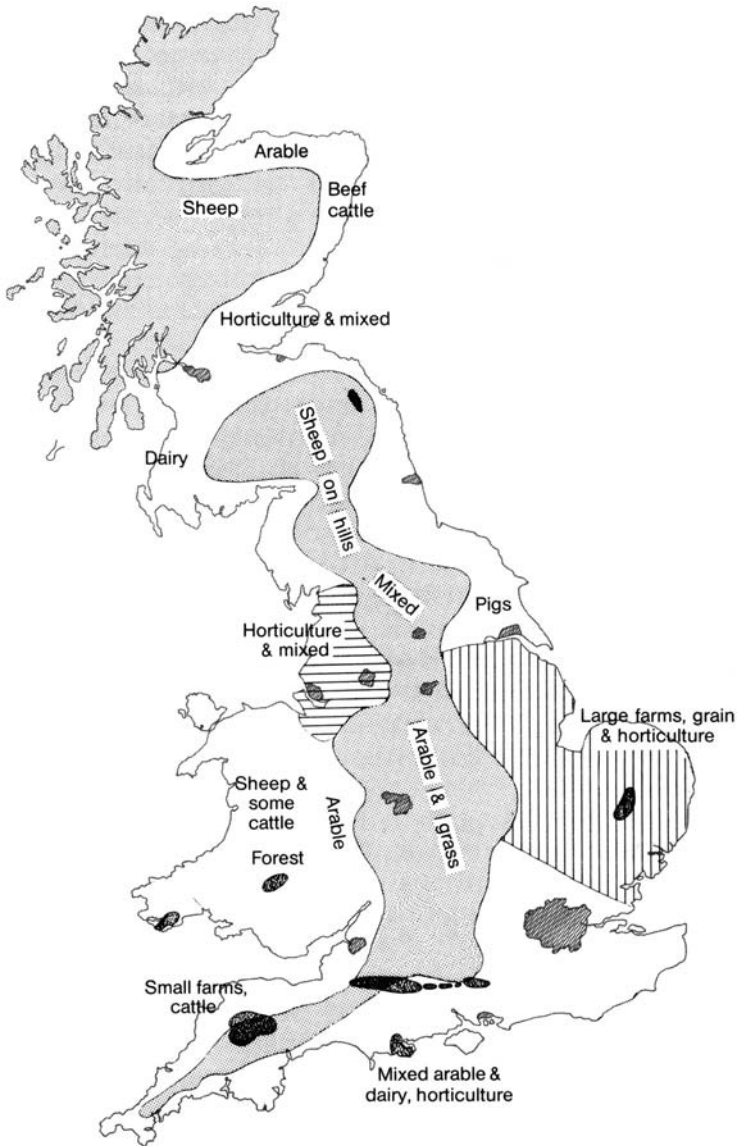 Arable
Beef
cattle
Sheep
Horticulture & mixed
Sheep on hills
Dairy
Mixed
Pigs
Horticulture
& mixed
Large farms, grain
& horticulture
Arable & grass
Sheep &
some
cattle
Arable
Forest
Small farms,
cattle
Mixed arable &
dairy, horticulture